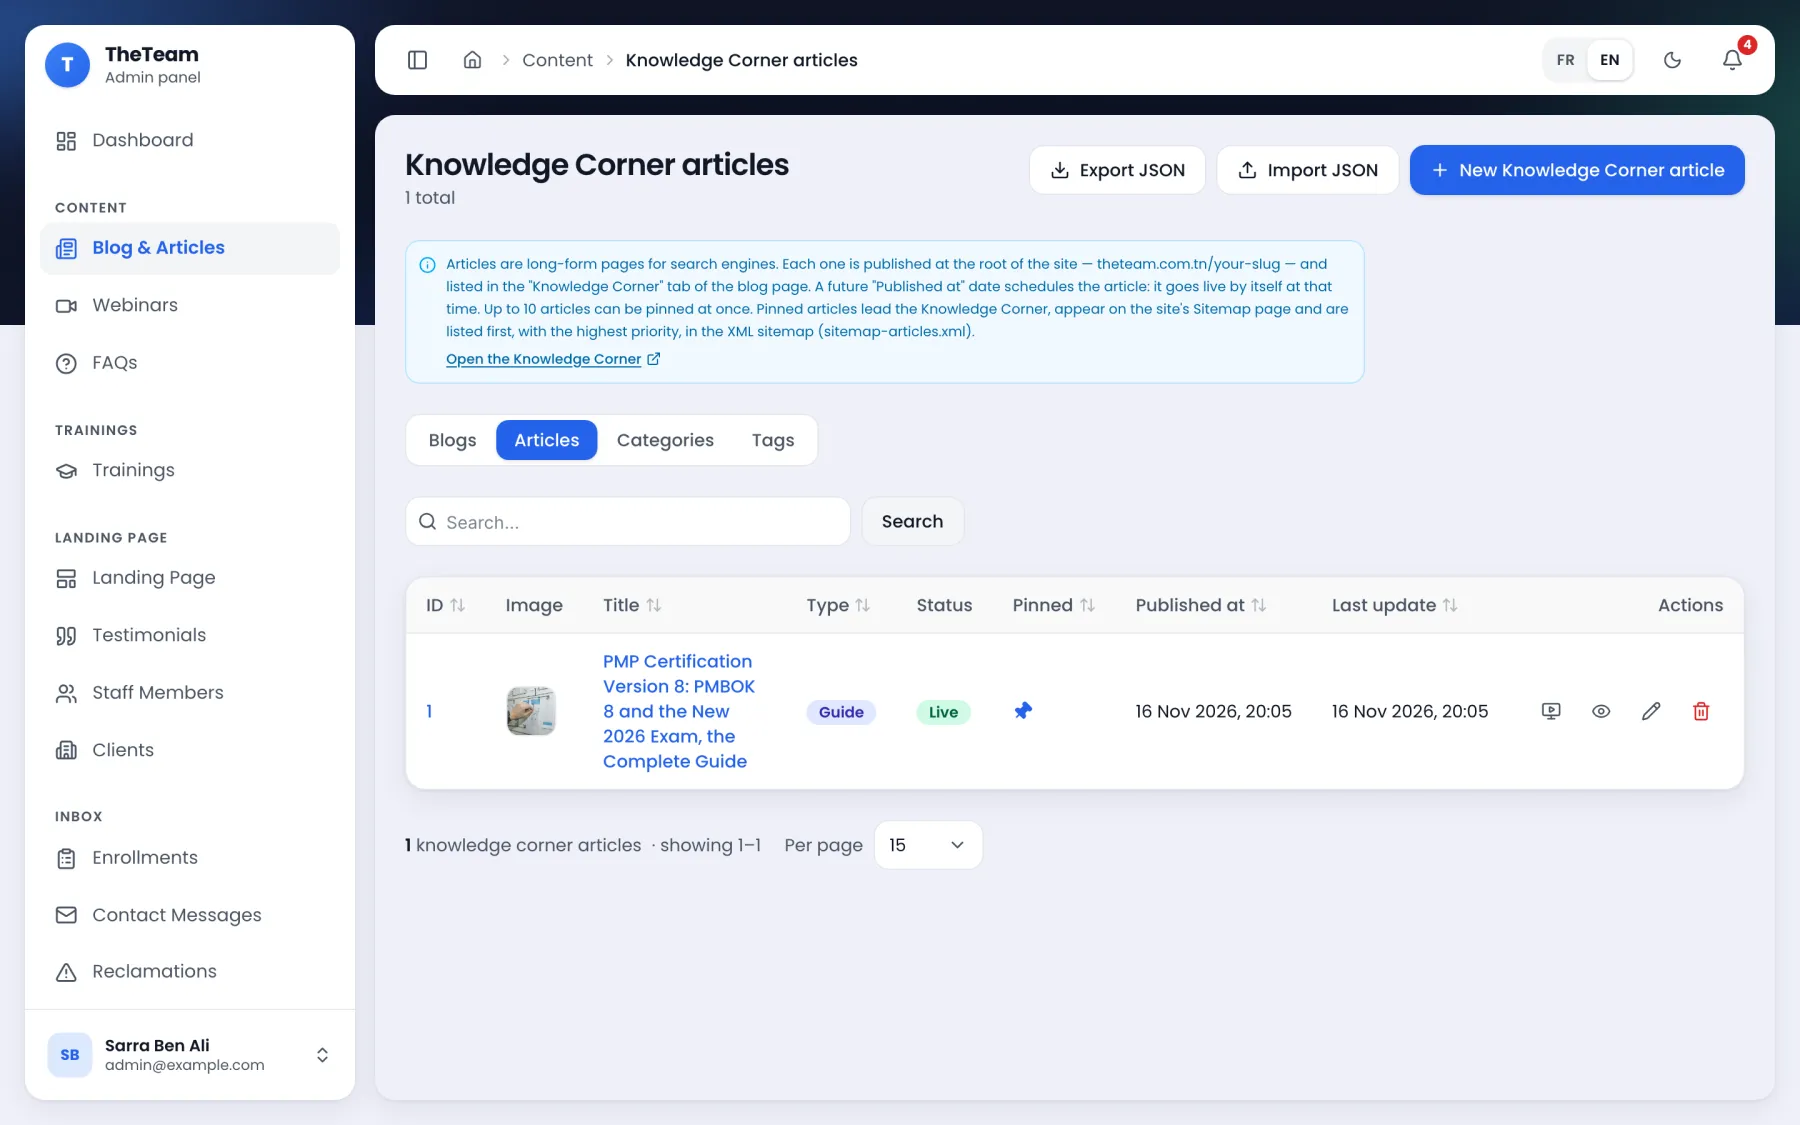 T
TheTeam
Admin panel
Dashboard
CONTENT
Blog & Articles
Webinars
FAQs
TRAININGS
Trainings
LANDING PAGE
Landing Page
Testimonials
Staff Members
Clients
INBOX
Enrollments
Contact Messages
Reclamations
SB
Sarra Ben Ali
admin@example.com
Content
Knowledge Corner articles
FR
EN
4
Knowledge Corner articles
1 total
Export JSON
Import JSON
New Knowledge Corner article
Articles are long-form pages for search engines. Each one is published at the root of the site — theteam.com.tn/your-slug — and
listed in the "Knowledge Corner" tab of the blog page. A future "Published at" date schedules the article: it goes live by itself at that
time. Up to 10 articles can be pinned at once. Pinned articles lead the Knowledge Corner, appear on the site's Sitemap page and are
listed first, with the highest priority, in the XML sitemap (sitemap-articles.xml).
Open the Knowledge Corner
Blogs
Articles
Categories
Tags
Search...
Search
ID
Image
Title
Type
Status
Pinned
Published at
Last update
Actions
1
PMP Certification
Version 8: PMBOK
8 and the New
2026 Exam, the
Complete Guide
Guide
Live
16 Nov 2026, 20:05
16 Nov 2026, 20:05
1 knowledge corner articles · showing 1–1
Per page
15